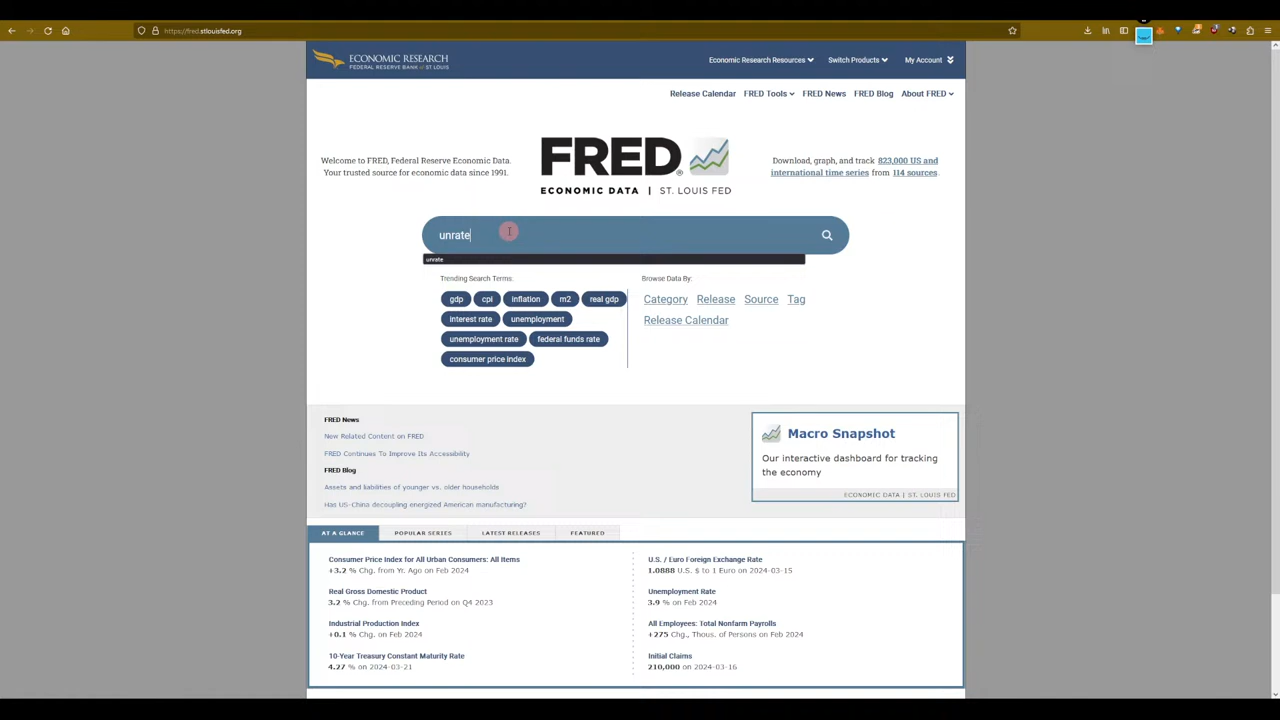 https://fred.stlouisfed.org
ECONOMIC RESEARCH
FEDERAL RESERVE BANK OF ST LOUIS
Economic Research Resources
Switch Products
My Account
Release Calendar
FRED Tools
FRED News
FRED Blog
About FRED
Welcome to FRED, Federal Reserve Economic Data.
Your trusted source for economic data since 1991.
FRED®
ECONOMIC DATA | ST. LOUIS FED
Download, graph, and track 823,000 US and
international time series from 114 sources.
unrate
unrate
Trending Search Terms:
gdp cpi inflation m2 real gdp
interest rate unemployment
unemployment rate federal funds rate
consumer price index
Browse Data By:
Category Release Source Tag
Release Calendar
FRED News
New Related Content on FRED
FRED Continues To Improve Its Accessibility
FRED Blog
Assets and liabilities of younger vs. older households
Has US-China decoupling energized American manufacturing?
Macro Snapshot
Our interactive dashboard for tracking
the economy
ECONOMIC DATA | ST. LOUIS FED
AT A GLANCE
POPULAR SERIES
LATEST RELEASES
FEATURED
Consumer Price Index for All Urban Consumers: All Items
+3.2 % Chg. from Yr. Ago on Feb 2024
Real Gross Domestic Product
3.2 % Chg. from Preceding Period on Q4 2023
Industrial Production Index
+0.1 % Chg. on Feb 2024
10-Year Treasury Constant Maturity Rate
4.27 % on 2024-03-21
U.S. / Euro Foreign Exchange Rate
1.0888 U.S. $ to 1 Euro on 2024-03-15
Unemployment Rate
3.9 % on Feb 2024
All Employees: Total Nonfarm Payrolls
+275 Chg., Thous. of Persons on Feb 2024
Initial Claims
210,000 on 2024-03-16